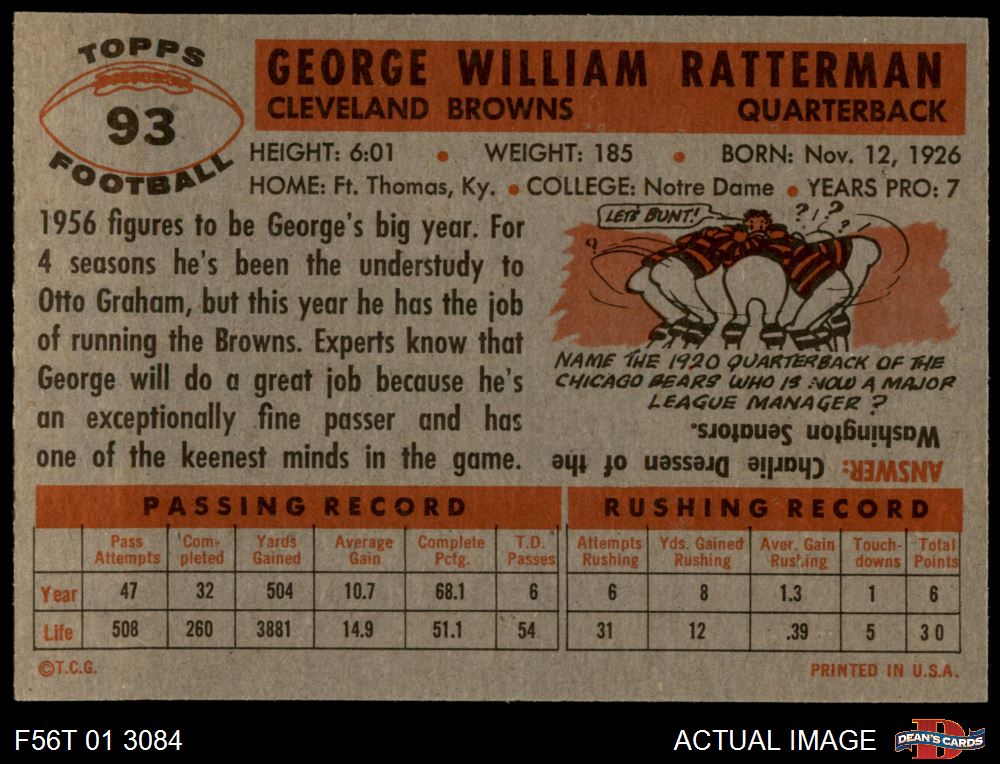 TOPPS
93
FOOTBALL
GEORGE WILLIAM RATTERMAN
CLEVELAND BROWNS QUARTERBACK
HEIGHT: 6:01 • WEIGHT: 185 • BORN: Nov. 12, 1926
HOME: Ft. Thomas, Ky. • COLLEGE: Notre Dame • YEARS PRO: 7
1956 figures to be George's big year. For
4 seasons he's been the understudy to
Otto Graham, but this year he has the job
of running the Browns. Experts know that
George will do a great job because he's
an exceptionally fine passer and has
one of the keenest minds in the game.
LETS BUNT!
? ! ? ?
?
NAME THE 1920 QUARTERBACK OF THE
CHICAGO BEARS WHO IS NOW A MAJOR
LEAGUE MANAGER?
ANSWER: Charlie Dressen of the
Washington Senators.
PASSING RECORD
Pass Attempts Com-pleted Yards Gained Average Gain Complete Pctg. T.D. Passes
Year 47 32 504 10.7 68.1 6
Life 508 260 3881 14.9 51.1 54
RUSHING RECORD
Attempts Rushing Yds. Gained Rushing Aver. Gain Rushing Touch-downs Total Points
6 8 1.3 1 6
31 12 .39 5 30
©T.C.G. PRINTED IN U.S.A.
F56T 01 3084 ACTUAL IMAGE D DEAN'S CARDS